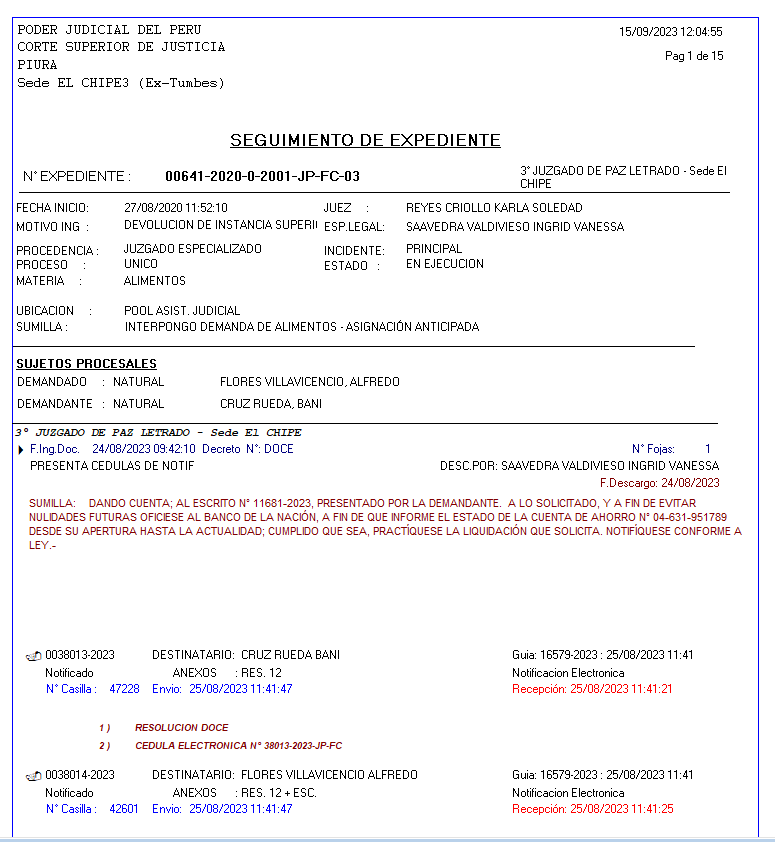 PODER JUDICIAL DEL PERU
15/09/2023 12:04:55
CORTE SUPERIOR DE JUSTICIA
PIURA
Pag 1 de 15
Sede EL CHIPE3 (Ex-Tumbes)
SEGUIMIENTO DE EXPEDIENTE
N° EXPEDIENTE : 00641-2020-0-2001-JP-FC-03 3° JUZGADO DE PAZ LETRADO - Sede El
CHIPE
FECHA INICIO: 27/08/2020 11:52:10 JUEZ : REYES CRIOLLO KARLA SOLEDAD
MOTIVO ING : DEVOLUCION DE INSTANCIA SUPERI ESP.LEGAL: SAAVEDRA VALDIVIESO INGRID VANESSA
PROCEDENCIA : JUZGADO ESPECIALIZADO INCIDENTE: PRINCIPAL
PROCESO : UNICO ESTADO : EN EJECUCION
MATERIA : ALIMENTOS
UBICACION : POOL ASIST. JUDICIAL
SUMILLA : INTERPONGO DEMANDA DE ALIMENTOS - ASIGNACIÓN ANTICIPADA
SUJETOS PROCESALES
DEMANDADO : NATURAL FLORES VILLAVICENCIO, ALFREDO
DEMANDANTE : NATURAL CRUZ RUEDA, BANI
3° JUZGADO DE PAZ LETRADO - Sede El CHIPE
F.Ing.Doc. 24/08/2023 09:42:10 Decreto N°: DOCE N° Fojas: 1
PRESENTA CEDULAS DE NOTIF DESC.POR: SAAVEDRA VALDIVIESO INGRID VANESSA
F.Descargo: 24/08/2023
SUMILLA: DANDO CUENTA; AL ESCRITO N° 11681-2023, PRESENTADO POR LA DEMANDANTE. A LO SOLICITADO, Y A FIN DE EVITAR
NULIDADES FUTURAS OFICIESE AL BANCO DE LA NACIÓN, A FIN DE QUE INFORME EL ESTADO DE LA CUENTA DE AHORRO N° 04-631-951789
DESDE SU APERTURA HASTA LA ACTUALIDAD; CUMPLIDO QUE SEA, PRACTÍQUESE LA LIQUIDACIÓN QUE SOLICITA. NOTIFÍQUESE CONFORME A
LEY.-
0038013-2023 DESTINATARIO: CRUZ RUEDA BANI Guia: 16579-2023 : 25/08/2023 11:41
Notificado ANEXOS : RES. 12 Notificacion Electronica
N° Casilla : 47228 Envio: 25/08/2023 11:41:47 Recepción: 25/08/2023 11:41:21
1 ) RESOLUCION DOCE
2 ) CEDULA ELECTRONICA N° 38013-2023-JP-FC
0038014-2023 DESTINATARIO: FLORES VILLAVICENCIO ALFREDO Guia: 16579-2023 : 25/08/2023 11:41
Notificado ANEXOS : RES. 12 + ESC. Notificacion Electronica
N° Casilla : 42601 Envio: 25/08/2023 11:41:47 Recepción: 25/08/2023 11:41:25